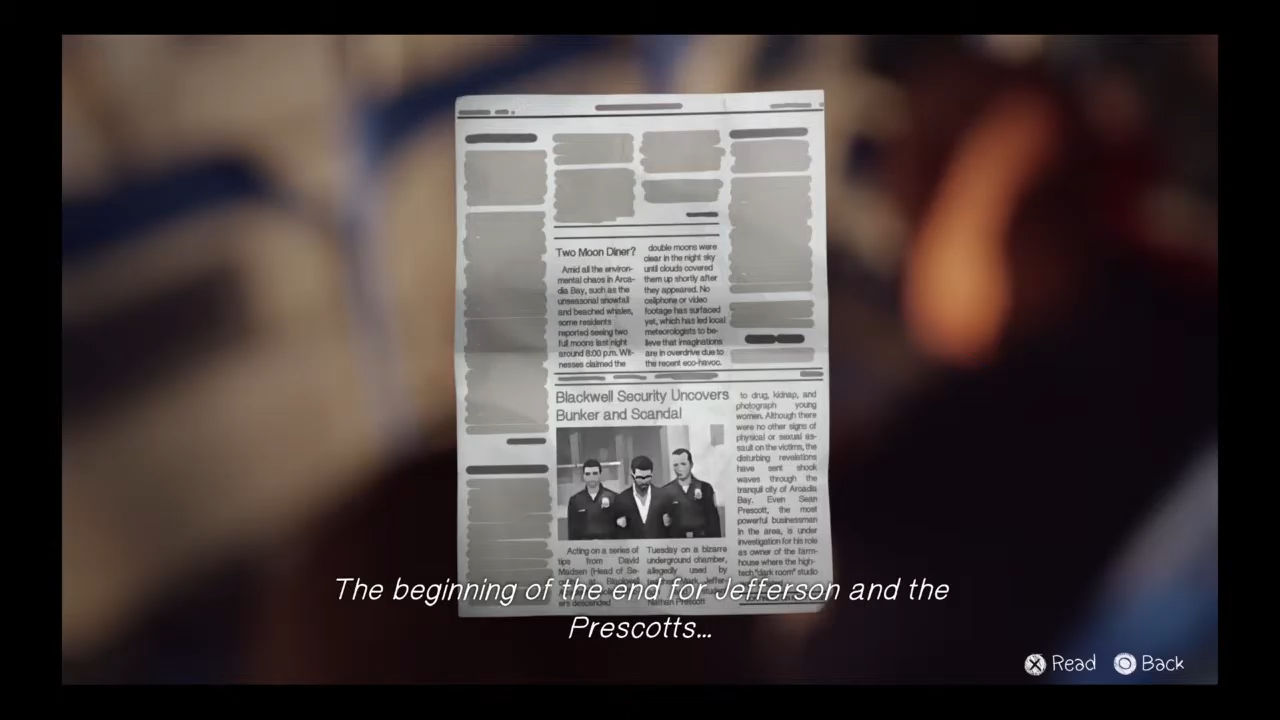 Two Moon Diner?
Amid all the environ-
mental chaos in Arca-
dia Bay, such as the
unseasonal snowfall
and beached whales,
some residents
reported seeing two
full moons last night
around 8:00 p.m. Wit-
nesses claimed the
double moons were
clear in the night sky
until clouds covered
them up shortly after
they appeared. No
cellphone or video
footage has surfaced
yet, which has led local
meteorologists to be-
lieve that imaginations
are in overdrive due to
the recent eco-havoc.
Blackwell Security Uncovers
Bunker and Scandal
Acting on a series of
tips from David
Madsen (Head of Se-
ers descended
Tuesday on a bizarre
underground chamber,
allegedly used by
Nathan Prescott
to drug, kidnap, and
photograph young
women. Although there
were no other signs of
physical or sexual as-
sault on the victims, the
disturbing revelations
have sent shock
waves through the
tranquil city of Arcadia
Bay. Even Sean
Prescott, the most
powerful businessman
in the area, is under
investigation for his role
as owner of the farm-
house where the high-
tech "dark room" studio
The beginning of the end for Jefferson and the
Prescotts...
Read
Back